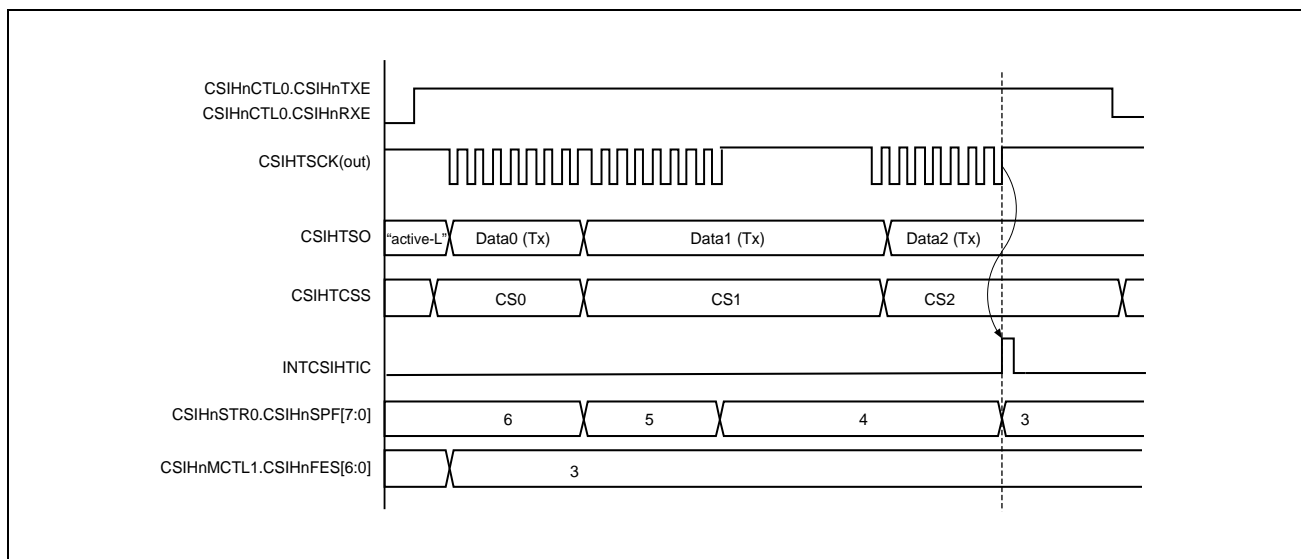 CSIHnCTL0.CSIHnTXE
CSIHnCTL0.CSIHnRXE
CSIHTSCK(out)
CSIHTSO
“active-L”
Data0 (Tx)
Data1 (Tx)
Data2 (Tx)
CSIHTCSS
CS0
CS1
CS2
INTCSIHTIC
CSIHnSTR0.CSIHnSPF[7:0]
6
5
4
3
CSIHnMCTL1.CSIHnFES[6:0]
3